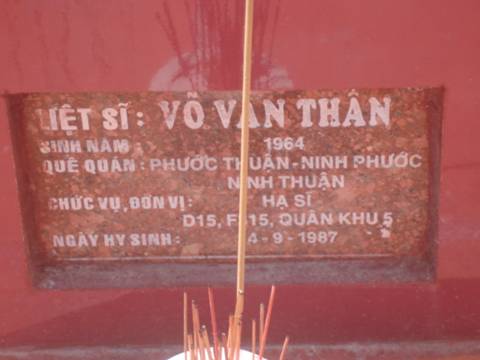 LIỆT SĨ : VÕ VĂN THÂN
SINH NĂM : 1964
QUÊ QUÁN : PHƯỚC THUẬN-NINH PHƯỚC
NINH THUẬN
CHỨC VỤ, ĐƠN VỊ : HẠ SĨ
D15, QUÂN KHU 5
NGÀY HY SINH : 4-9-1987